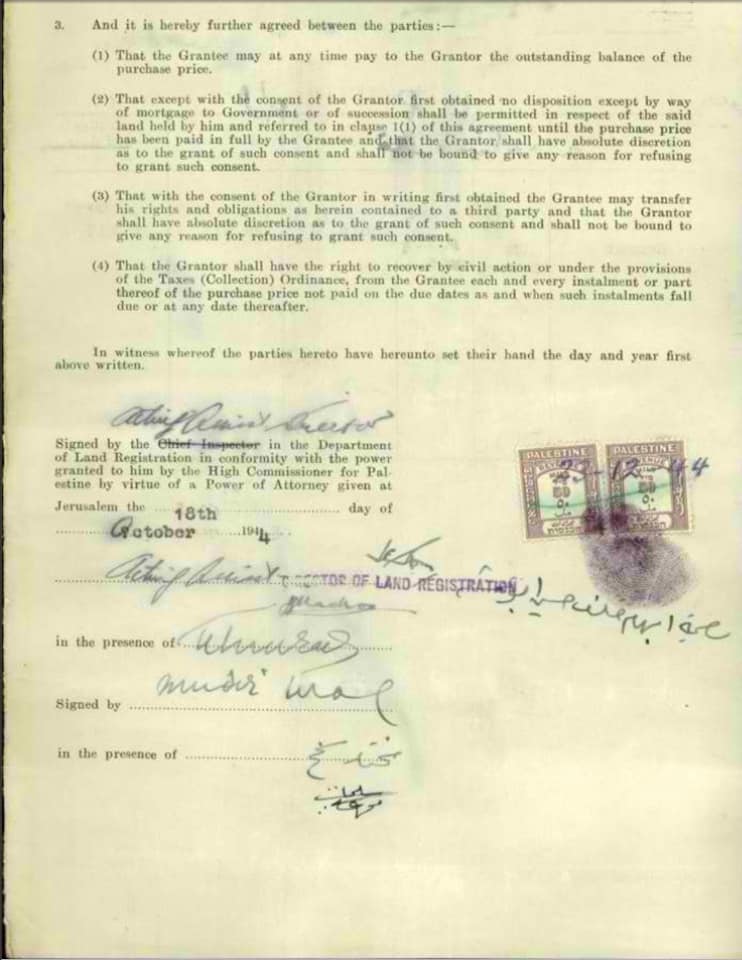 3. And it is hereby further agreed between the parties:—
(1) That the Grantee may at any time pay to the Grantor the outstanding balance of the
purchase price.
(2) That except with the consent of the Grantor first obtained no disposition except by way
of mortgage to Government or of succession shall be permitted in respect of the said
land held by him and referred to in clause 1(1) of this agreement until the purchase price
has been paid in full by the Grantee and that the Grantor shall have absolute discretion
as to the grant of such consent and shall not be bound to give any reason for refusing
to grant such consent.
(3) That with the consent of the Grantor in writing first obtained the Grantee may transfer
his rights and obligations as herein contained to a third party and that the Grantor
shall have absolute discretion as to the grant of such consent and shall not be bound to
give any reason for refusing to grant such consent.
(4) That the Grantor shall have the right to recover by civil action or under the provisions
of the Taxes (Collection) Ordinance, from the Grantee each and every instalment or part
thereof of the purchase price not paid on the due dates as and when such instalments fall
due or at any date thereafter.
In witness whereof the parties hereto have hereunto set their hand the day and year first
above written.
Acting Assist Director
Signed by the Chief Inspector in the Department
of Land Registration in conformity with the power
granted to him by the High Commissioner for Pal-
estine by virtue of a Power of Attorney given at
Jerusalem the 18th day of
October 1944
PALESTINE PALESTINE
23-12-44
50 50
Acting Assist DIRECTOR OF LAND REGISTRATION
in the presence of
Signed by
in the presence of